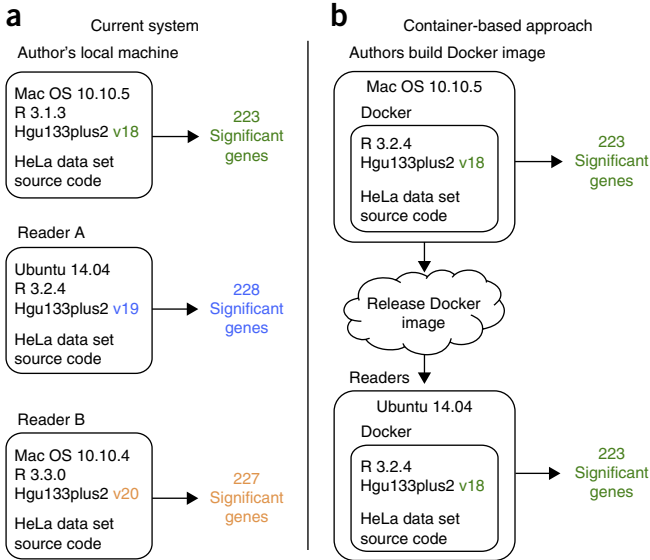 a
Current system
Author's local machine
Mac OS 10.10.5
R 3.1.3
Hgu133plus2 v18
HeLa data set
source code
223
Significant
genes
Reader A
Ubuntu 14.04
R 3.2.4
Hgu133plus2 v19
HeLa data set
source code
228
Significant
genes
Reader B
Mac OS 10.10.4
R 3.3.0
Hgu133plus2 v20
HeLa data set
source code
227
Significant
genes
b
Container-based approach
Authors build Docker image
Mac OS 10.10.5
Docker
R 3.2.4
Hgu133plus2 v18
HeLa data set
source code
223
Significant
genes
Release Docker
image
Readers
Ubuntu 14.04
Docker
R 3.2.4
Hgu133plus2 v18
HeLa data set
source code
223
Significant
genes